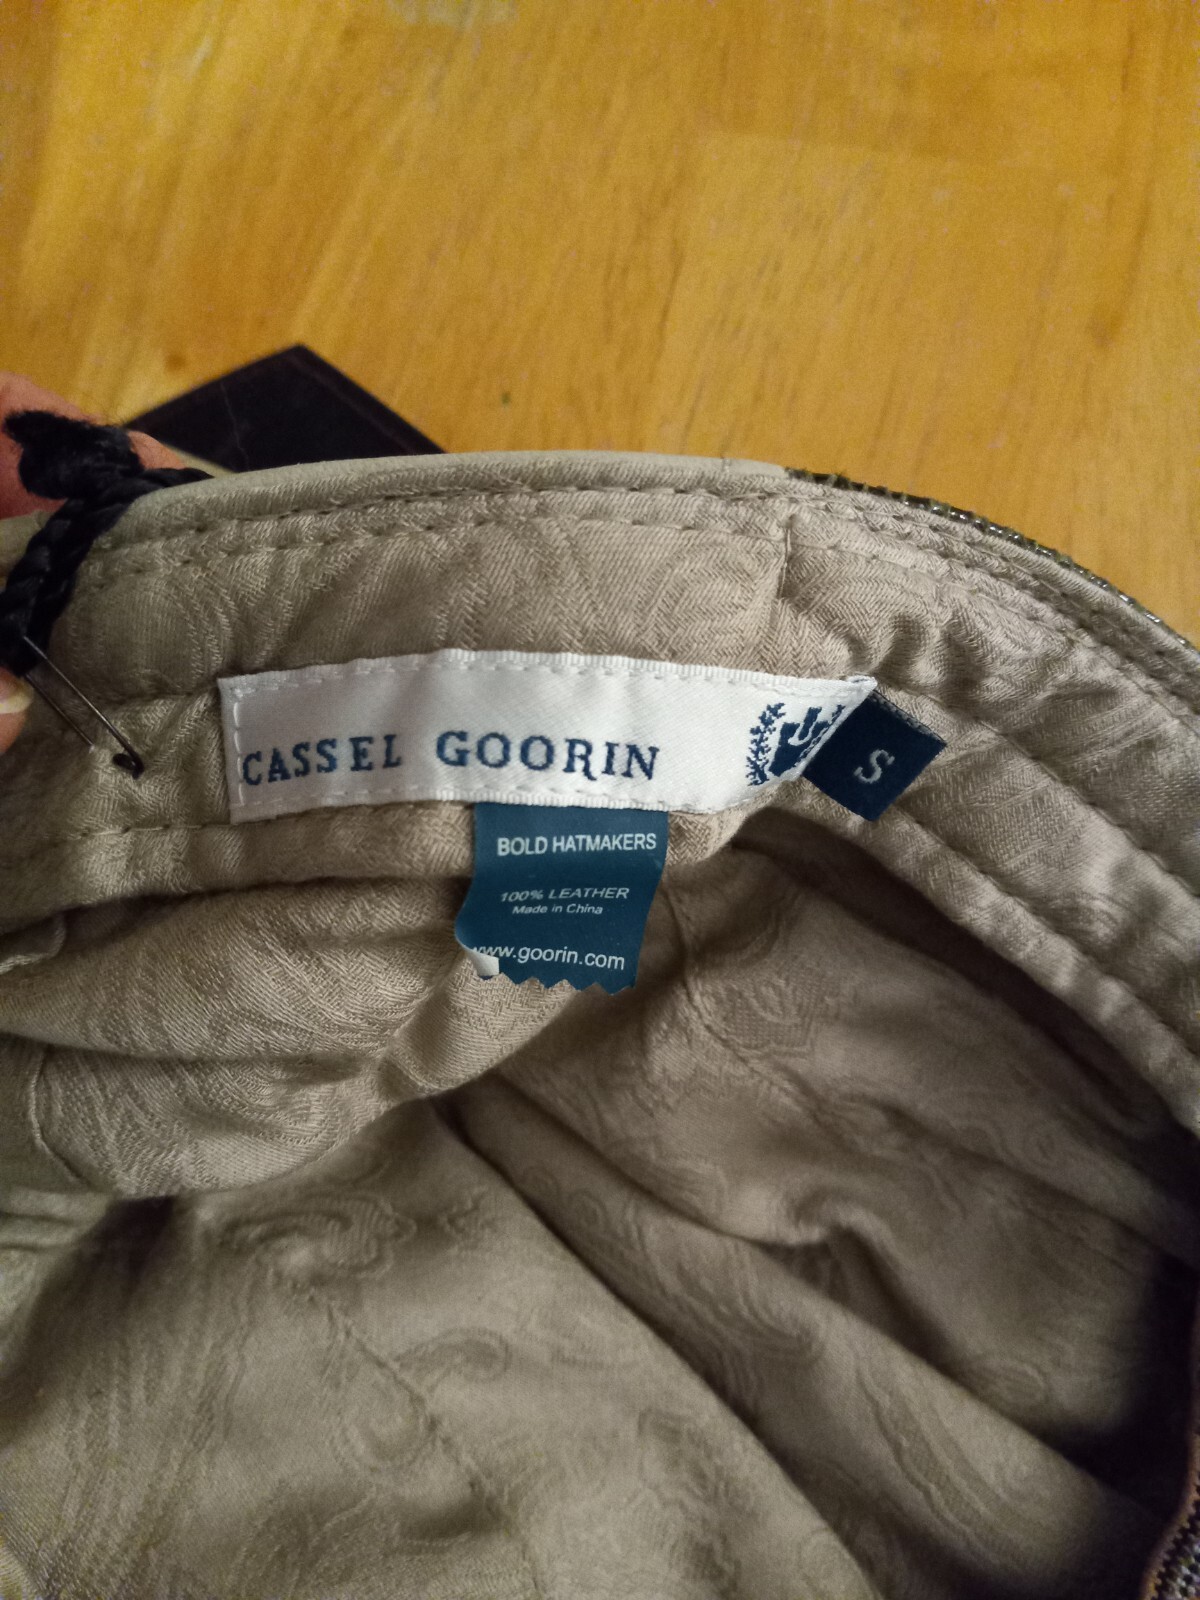 CASSEL GOORIN
S
BOLD HATMAKERS
100% LEATHER
Made in China
www.goorin.com